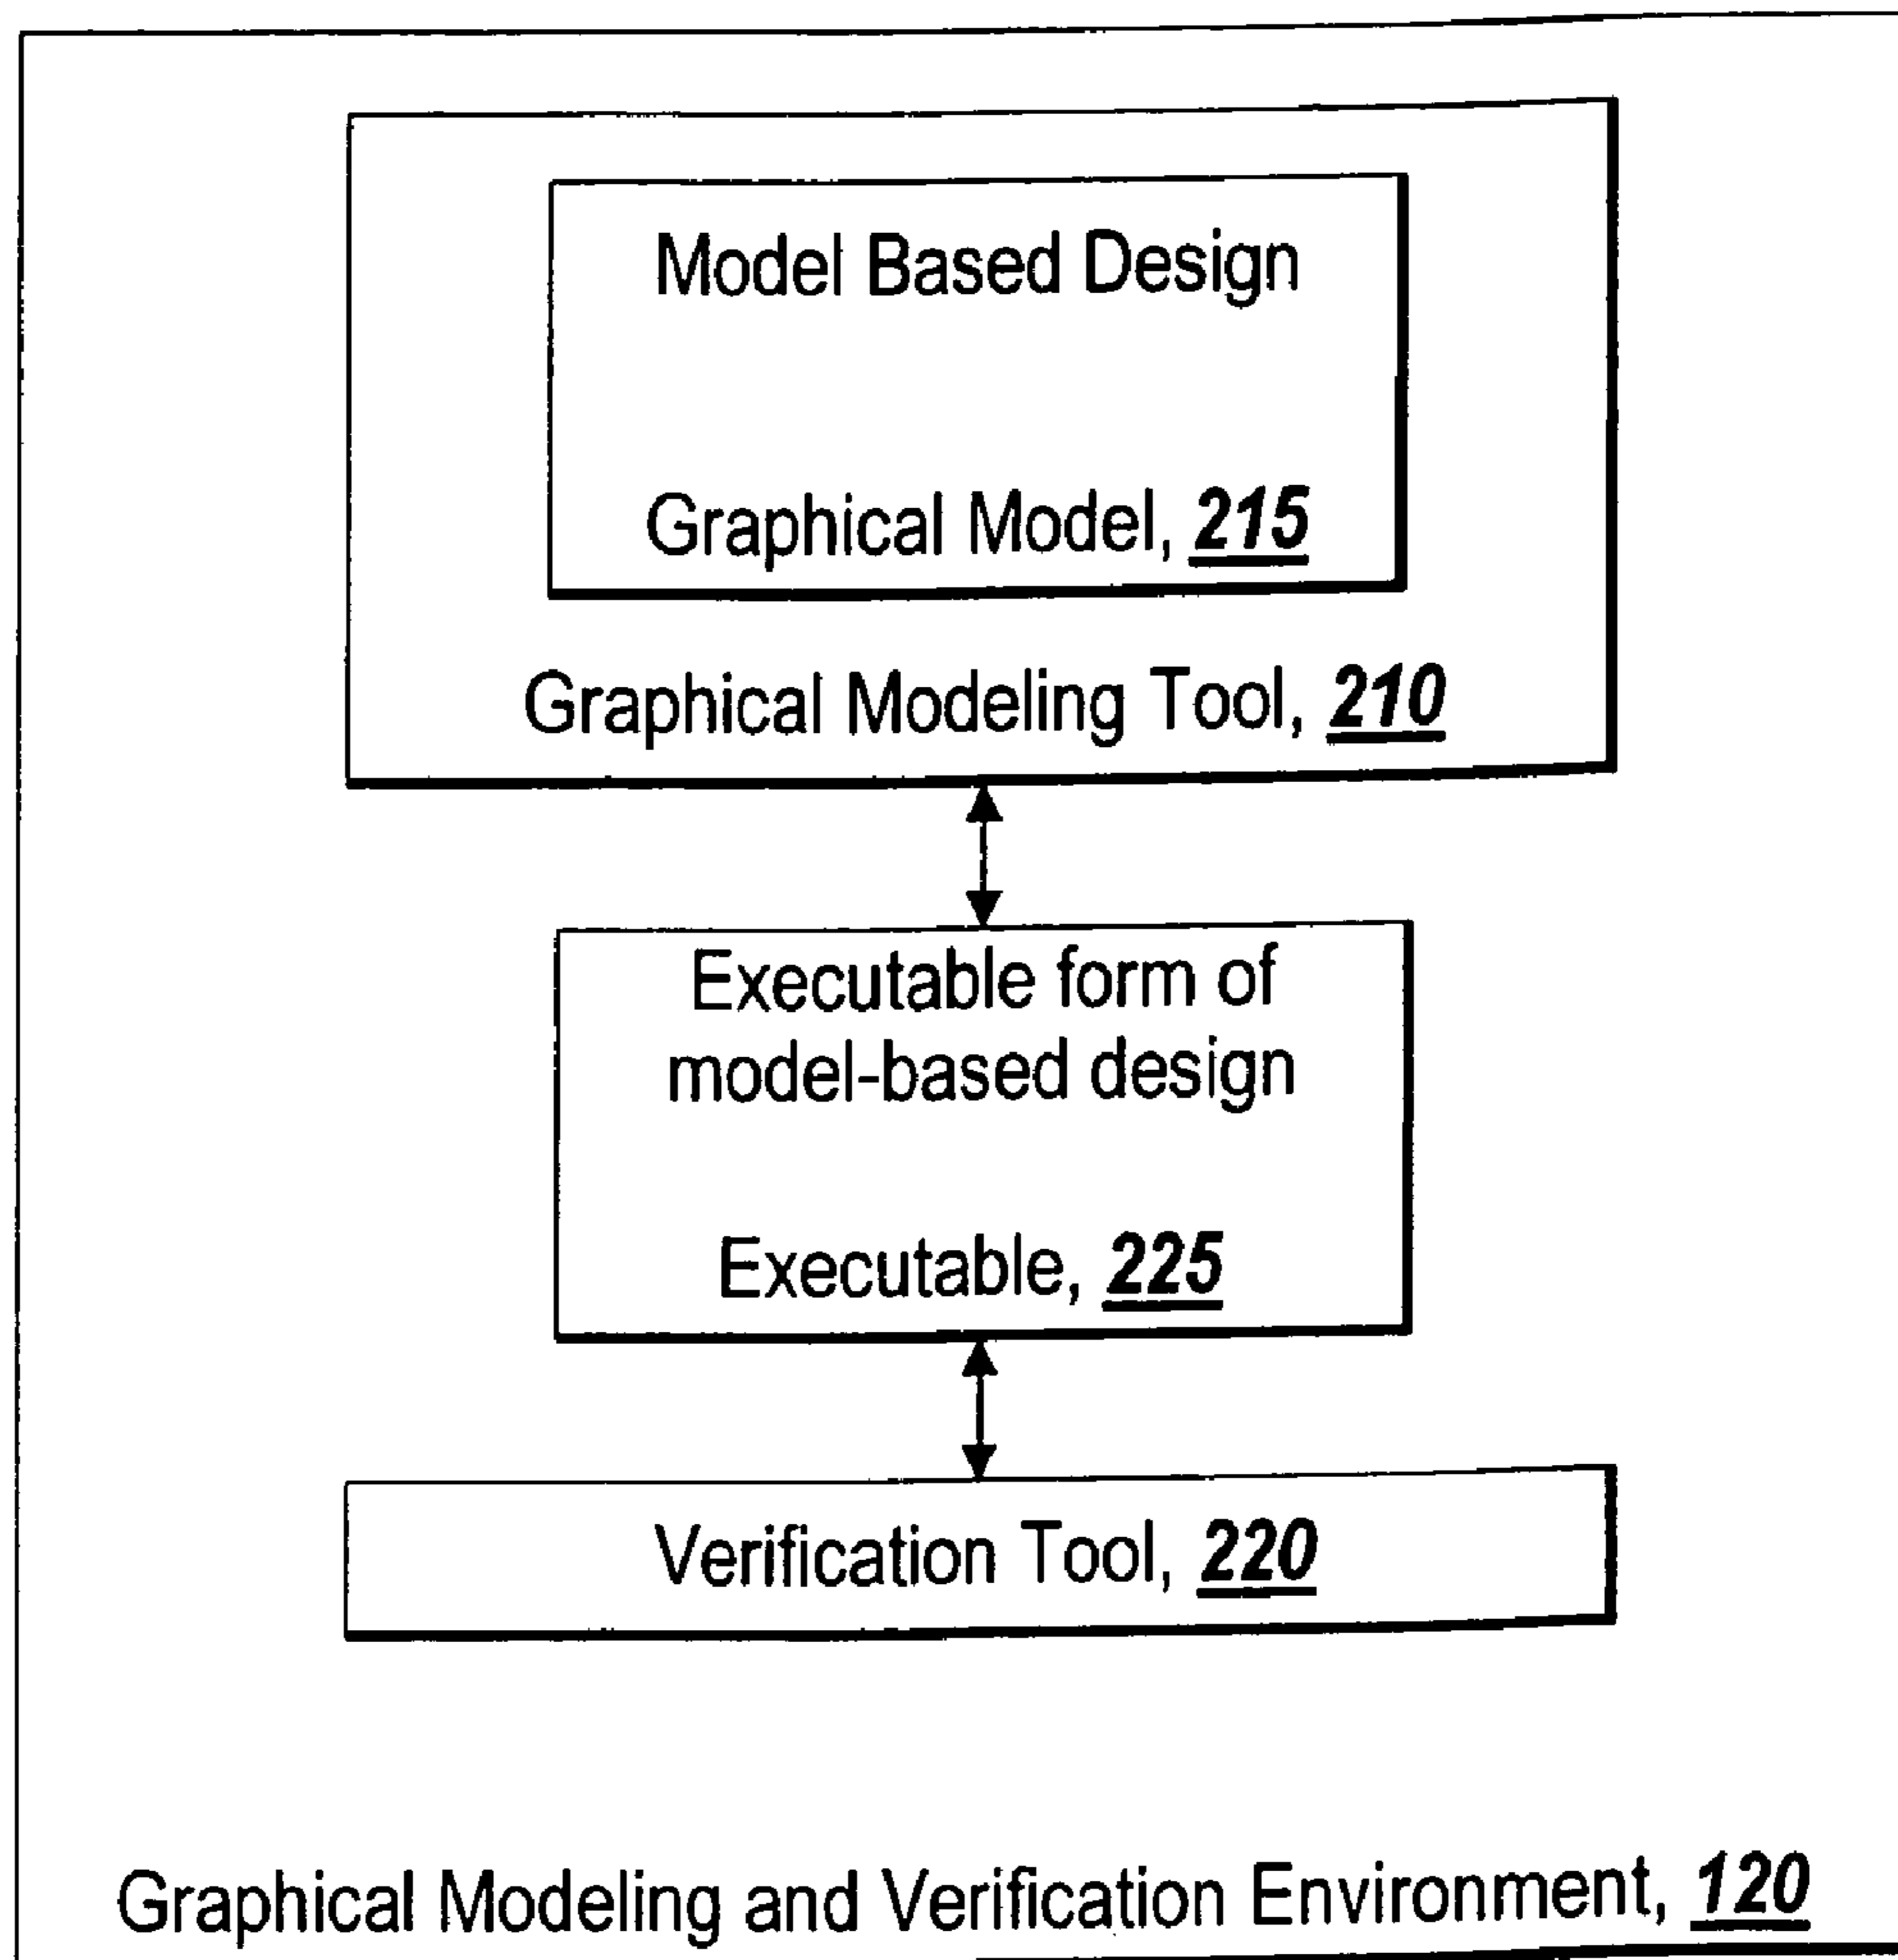 Model Based Design
Graphical Model, 215
Graphical Modeling Tool, 210
Executable form of
model-based design
Executable, 225
Verification Tool, 220
Graphical Modeling and Verification Environment, 120